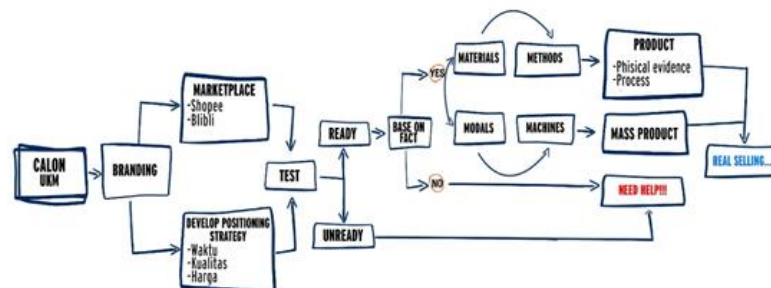 CALON
UKM
BRANDING
MARKETPLACE
-Shopee
-Blibli
DEVELOP POSITIONING
STRATEGY
-Waktu
-Kualitas
-Harga
TEST
READY
UNREADY
BASE ON
FACT
YES
NO
MATERIALS
METHODS
MODALS
MACHINES
PRODUCT
-Phisical evidence
-Process
MASS PRODUCT
NEED HELP!!!
REAL SELLING...